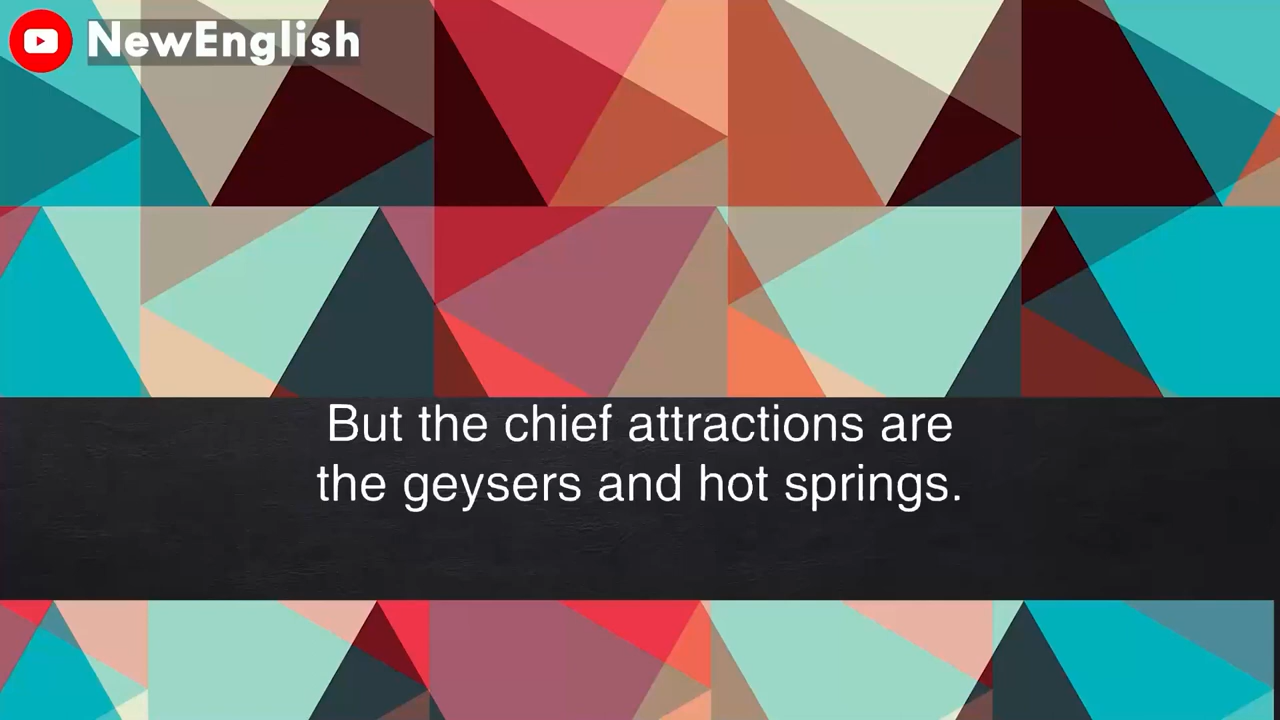 NewEnglish
But the chief attractions are
the geysers and hot springs.